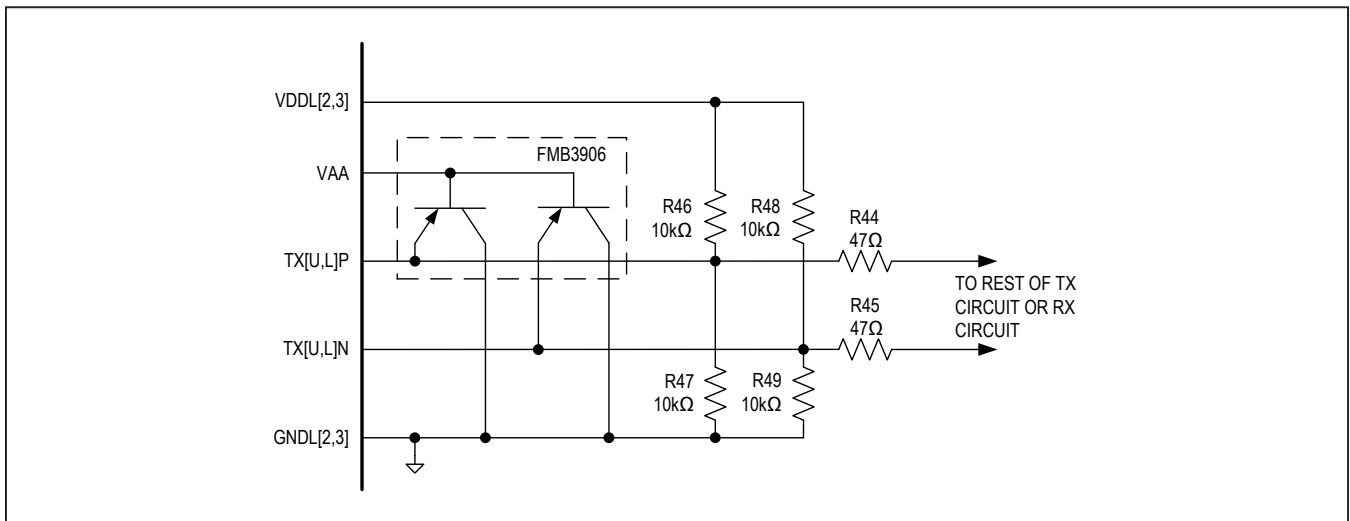 VDDL[2,3]
FMB3906
VAA
R46
10kΩ
R48
10kΩ
R44
47Ω
TX[U,L]P
TO REST OF TX
CIRCUIT OR RX
CIRCUIT
R45
47Ω
TX[U,L]N
R47
10kΩ
R49
10kΩ
GNDL[2,3]